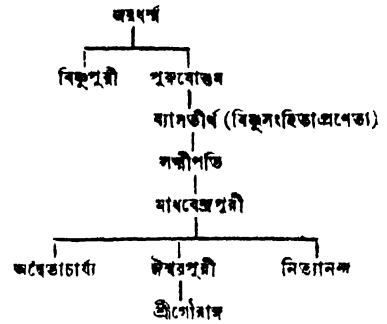 জয়ধর্ম্ম
বিষ্ণুপুরী পুরুষোত্তম
ব্যাসতীর্থ (বিষ্ণুসংহিতাপ্রণেতা)
লক্ষ্মীপতি
মাধবেন্দ্রপুরী
অদ্বৈতাচার্য্য ঈশ্বরপুরী নিত্যানন্দ
শ্রীগৌরাঙ্গ